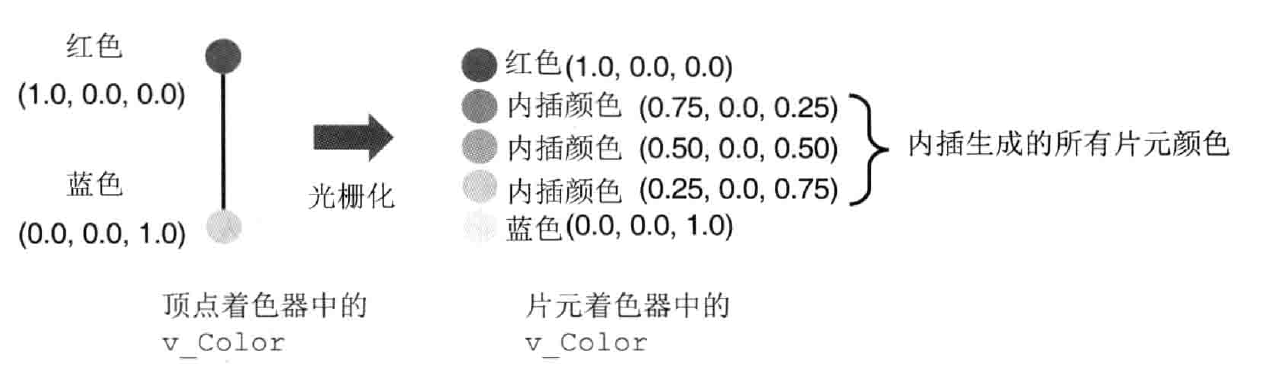 红色
(1.0, 0.0, 0.0)
蓝色
(0.0, 0.0, 1.0)
光栅化
红色(1.0, 0.0, 0.0)
内插颜色 (0.75, 0.0, 0.25)
内插颜色 (0.50, 0.0, 0.50)
内插颜色 (0.25, 0.0, 0.75)
蓝色(0.0, 0.0, 1.0)
内插生成的所有片元颜色
顶点着色器中的
v_Color
片元着色器中的
v_Color